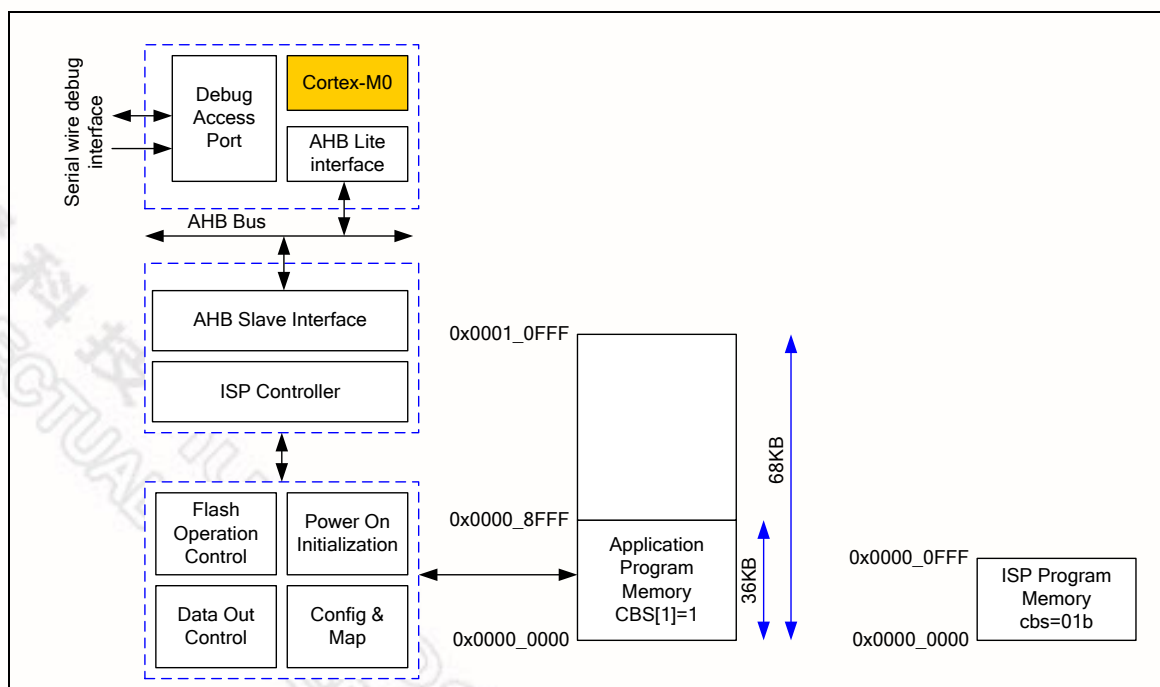 Serial wire debug
interface
Debug
Access
Port
Cortex-M0
AHB Lite
interface
AHB Bus
AHB Slave Interface
ISP Controller
Flash
Operation
Control
Power On
Initialization
Data Out
Control
Config &
Map
0x0001_0FFF
0x0000_8FFF
0x0000_0000
Application
Program
Memory
CBS[1]=1
36KB
68KB
0x0000_0FFF
0x0000_0000
ISP Program
Memory
cbs=01b
科技